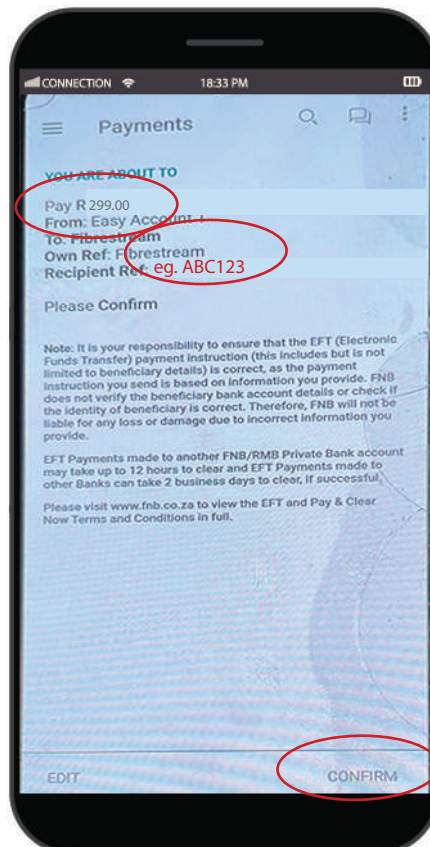 CONNECTION 18:33 PM
Payments
YOU ARE ABOUT TO
Pay R 299.00
From: Easy Account
To: Fibrestream
Own Ref: Fibrestream
Recipient Ref: eg. ABC123
Please Confirm
Note: It is your responsibility to ensure that the EFT (Electronic
Funds Transfer) payment instruction (this includes but is not
limited to beneficiary details) is correct, as the payment
instruction you send is based on information you provide. FNB
does not verify the beneficiary bank account details or check if
the identity of beneficiary is correct. Therefore, FNB will not be
liable for any loss or damage due to incorrect information you
provide.
EFT Payments made to another FNB/RMB Private Bank account
may take up to 12 hours to clear and EFT Payments made to
other Banks can take 2 business days to clear, if successful.
Please visit www.fnb.co.za to view the EFT and Pay & Clear
Now Terms and Conditions in full.
EDIT CONFIRM